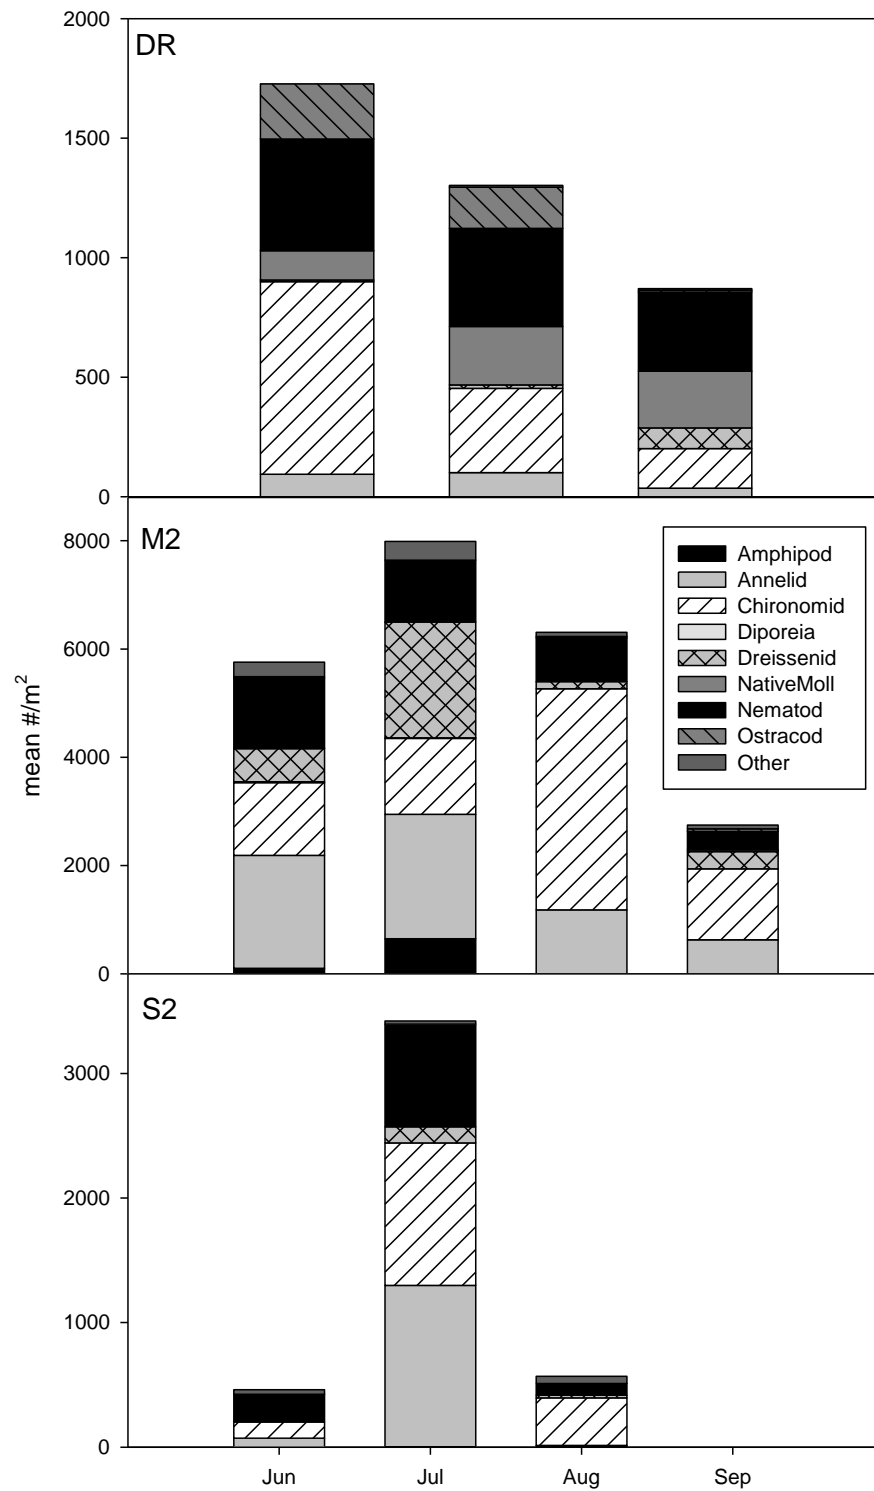 2000
DR
1500
1000
500
0
8000
M2
6000
4000
2000
0
mean #/m²
Amphipod
Annelid
Chironomid
Diporeia
Dreissenid
NativeMoll
Nematod
Ostracod
Other
S2
3000
2000
1000
0
Jun Jul Aug Sep